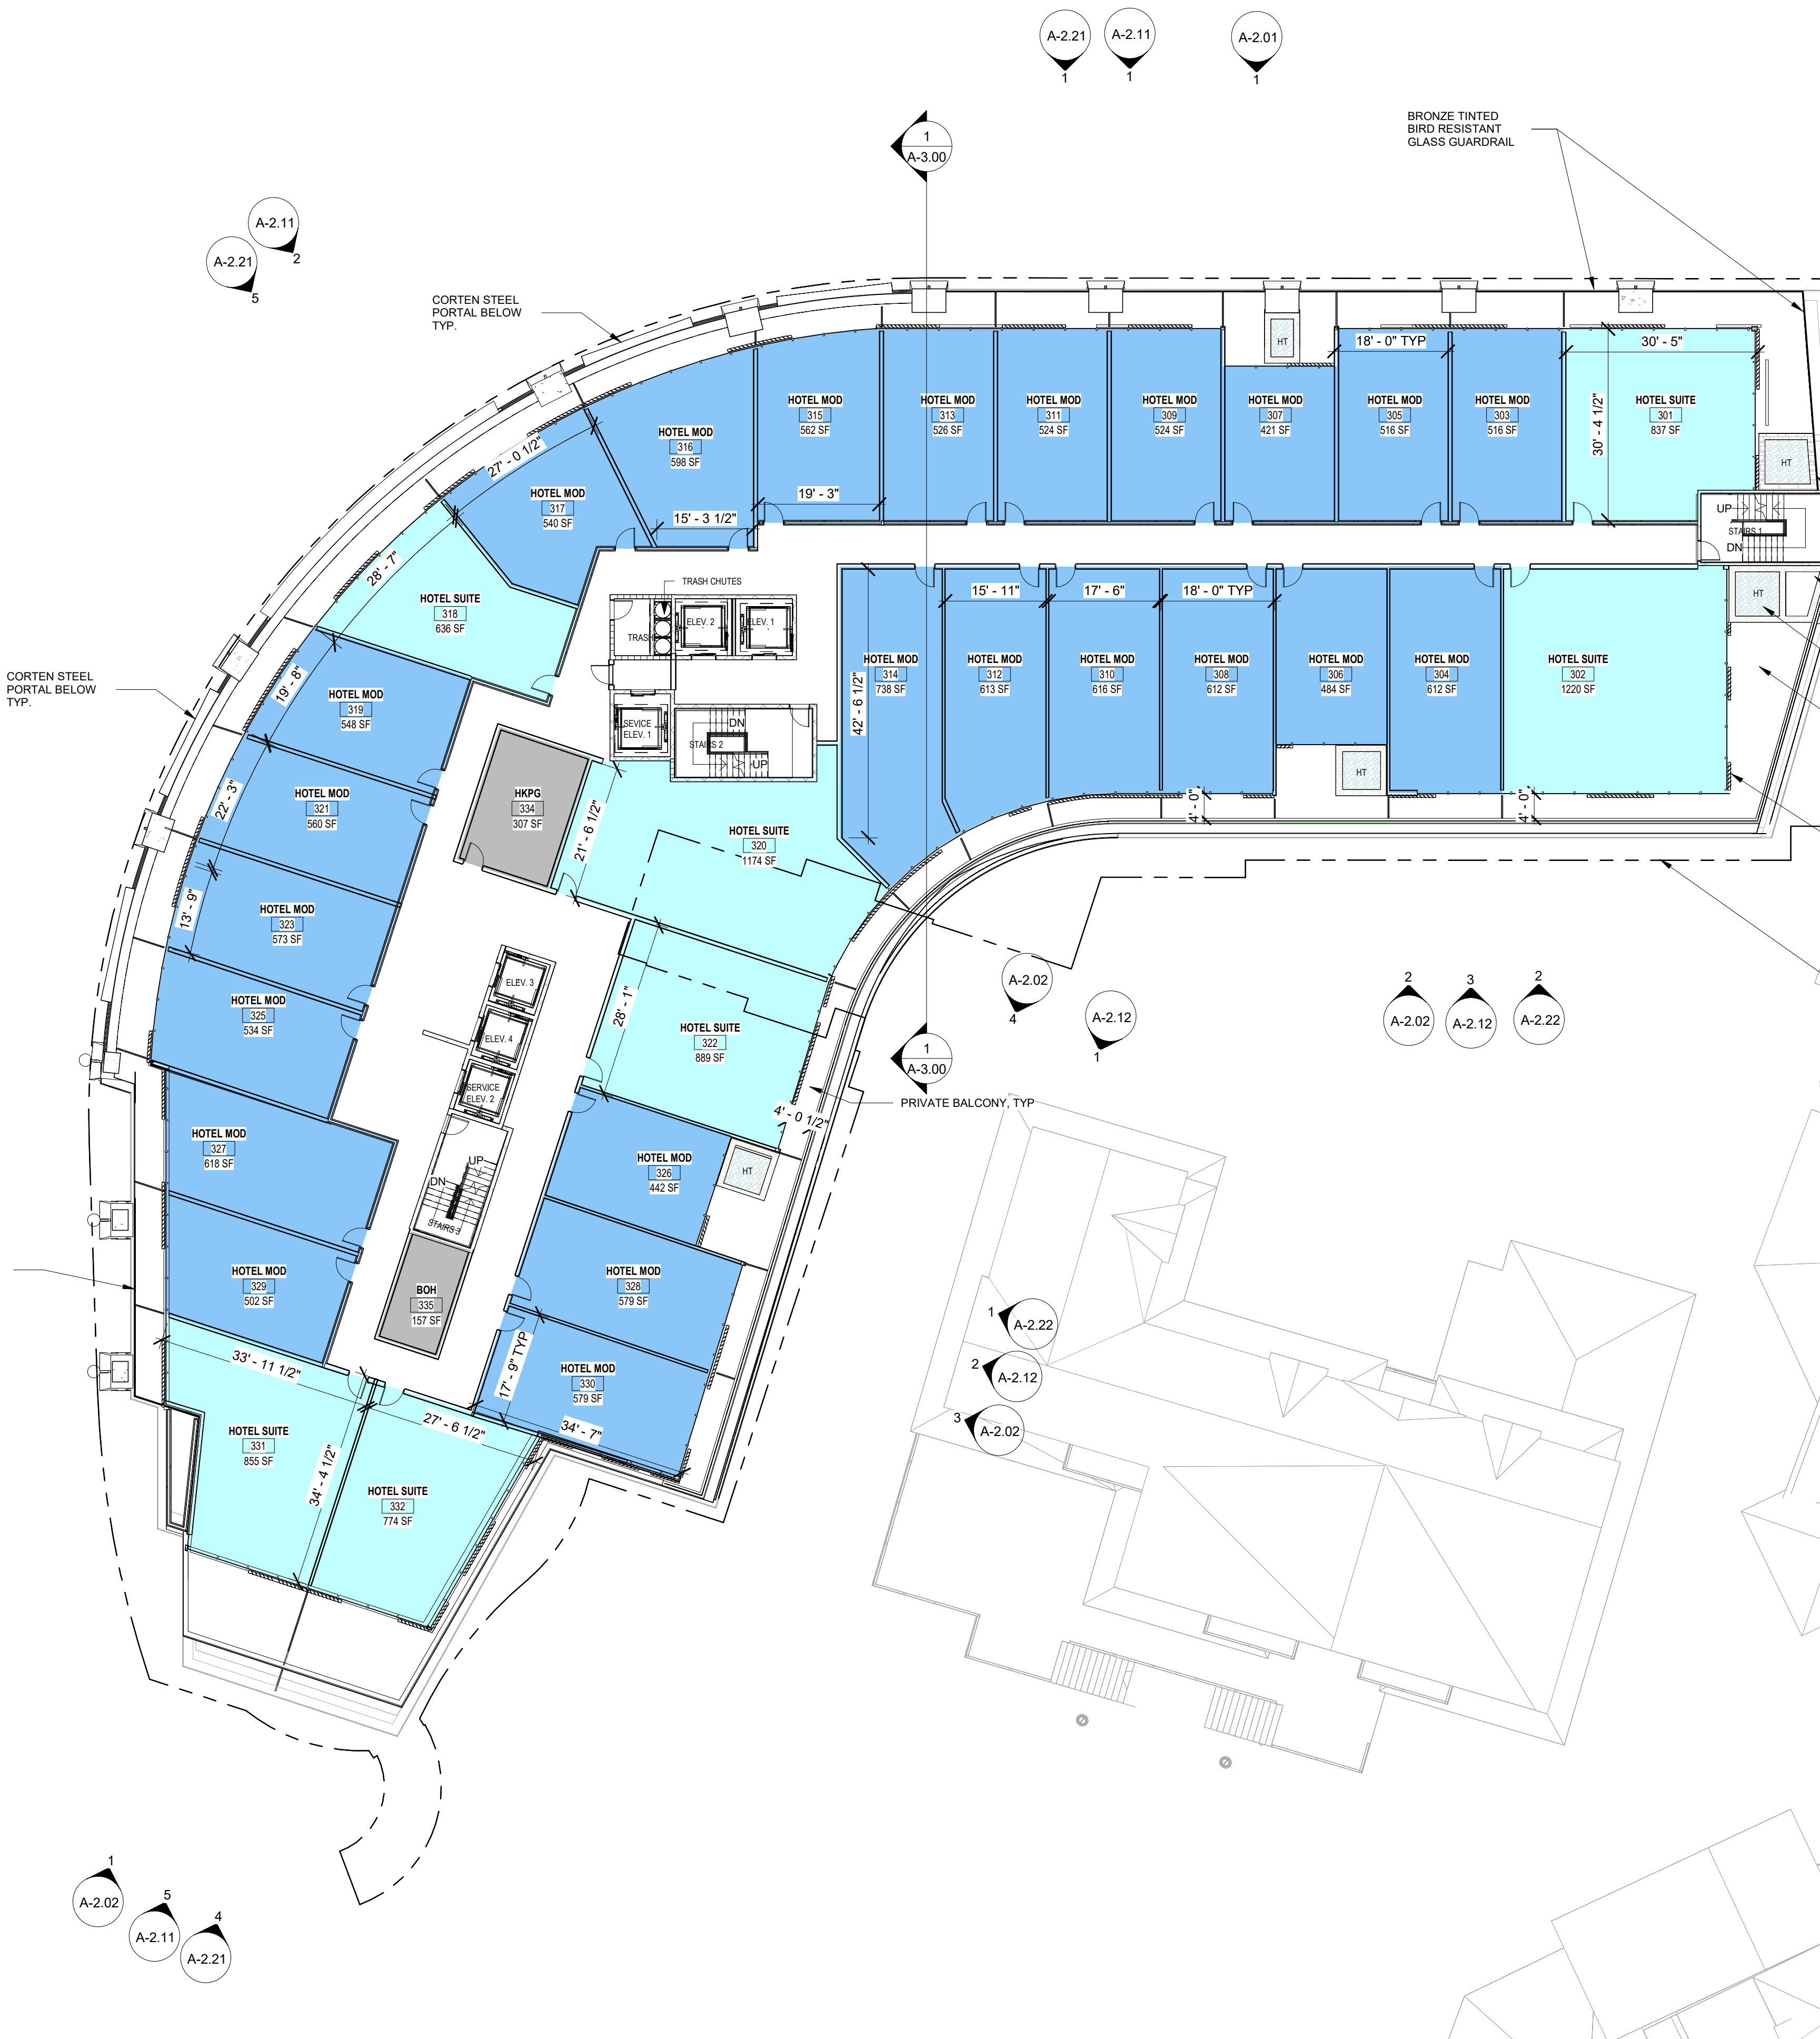 A-2.21
1
A-2.11
1
A-2.01
1
BRONZE TINTED
BIRD RESISTANT
GLASS GUARDRAIL
1
A-3.00
A-2.11
2
A-2.21
5
CORTEN STEEL
PORTAL BELOW
TYP.
HT
18' - 0" TYP
30' - 5"
30' - 4 1/2"
HOTEL MOD
315
562 SF
HOTEL MOD
313
526 SF
HOTEL MOD
311
524 SF
HOTEL MOD
309
524 SF
HOTEL MOD
307
421 SF
HOTEL MOD
305
516 SF
HOTEL MOD
303
516 SF
HOTEL SUITE
301
837 SF
HT
HOTEL MOD
316
598 SF
27' - 0 1/2"
HOTEL MOD
317
540 SF
19' - 3"
15' - 3 1/2"
UP
STAIRS 1
DN
28' - 7"
HOTEL SUITE
318
636 SF
TRASH CHUTES
TRASH
ELEV. 2
ELEV. 1
15' - 11"
17' - 6"
18' - 0" TYP
HT
CORTEN STEEL
PORTAL BELOW
TYP.
19' - 8"
HOTEL MOD
319
548 SF
SEVICE
ELEV. 1
DN
STAIRS 2
UP
42' - 6 1/2"
HOTEL MOD
314
738 SF
HOTEL MOD
312
613 SF
HOTEL MOD
310
616 SF
HOTEL MOD
308
612 SF
HOTEL MOD
306
484 SF
HOTEL MOD
304
612 SF
HOTEL SUITE
302
1220 SF
HT
4' - 0"
4' - 0"
22' - 3"
HOTEL MOD
321
560 SF
HKPG
334
307 SF
21' - 6 1/2"
HOTEL SUITE
320
1174 SF
13' - 9"
HOTEL MOD
323
573 SF
HOTEL MOD
325
534 SF
ELEV. 3
ELEV. 4
SERVICE
ELEV. 2
28' - 1"
HOTEL SUITE
322
889 SF
A-2.02
4
A-2.12
1
2
A-2.02
3
A-2.12
2
A-2.22
1
A-3.00
PRIVATE BALCONY, TYP
4' - 0 1/2"
HOTEL MOD
327
618 SF
UP
DN
STAIRS 3
HOTEL MOD
326
442 SF
HT
HOTEL MOD
329
502 SF
BOH
335
157 SF
HOTEL MOD
328
579 SF
1
A-2.22
2
A-2.12
3
A-2.02
33' - 11 1/2"
17' - 9" TYP
HOTEL MOD
330
579 SF
34' - 7"
27' - 6 1/2"
HOTEL SUITE
331
855 SF
34' - 4 1/2"
HOTEL SUITE
332
774 SF
1
A-2.02
5
A-2.11
4
A-2.21